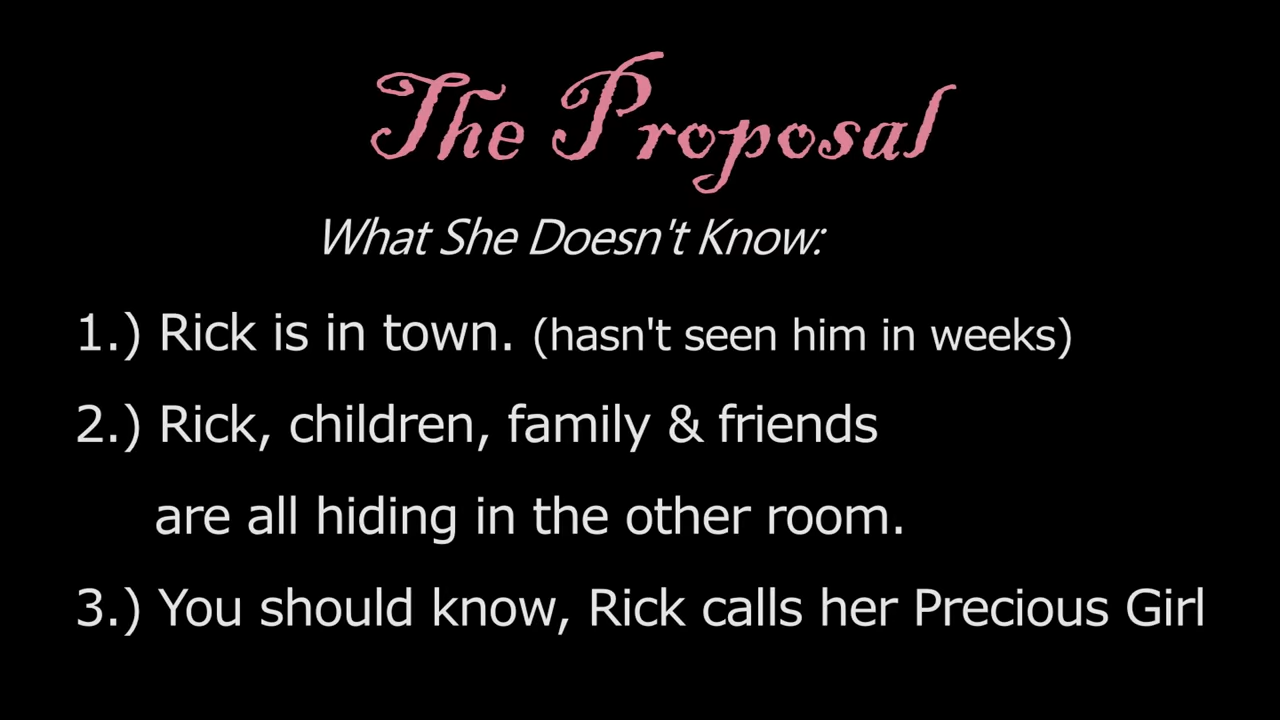 The Proposal
What She Doesn't Know:
1.) Rick is in town. (hasn't seen him in weeks)
2.) Rick, children, family & friends
are all hiding in the other room.
3.) You should know, Rick calls her Precious Girl